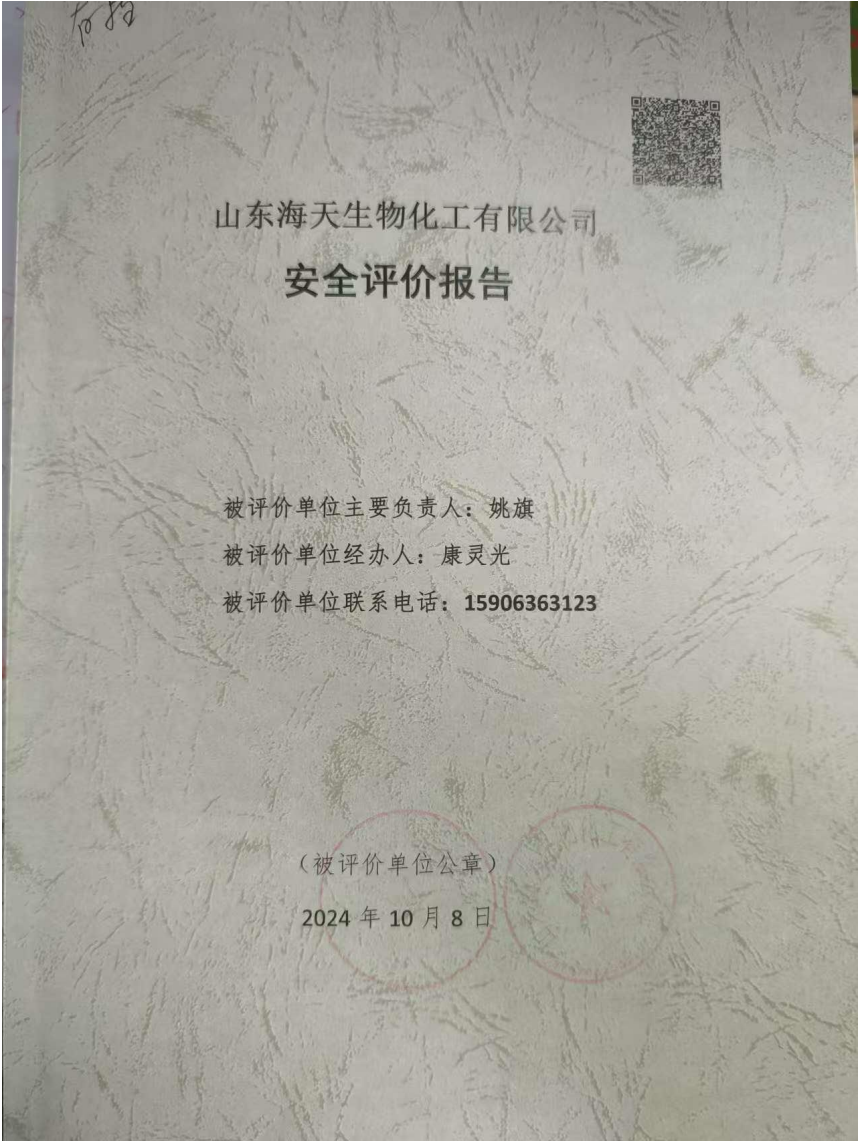 存档
山东海天生物化工有限公司
安全评价报告
被评价单位主要负责人：姚旗
被评价单位经办人：康灵光
被评价单位联系电话：15906363123
（被评价单位公章）
2024 年 10 月 8 日